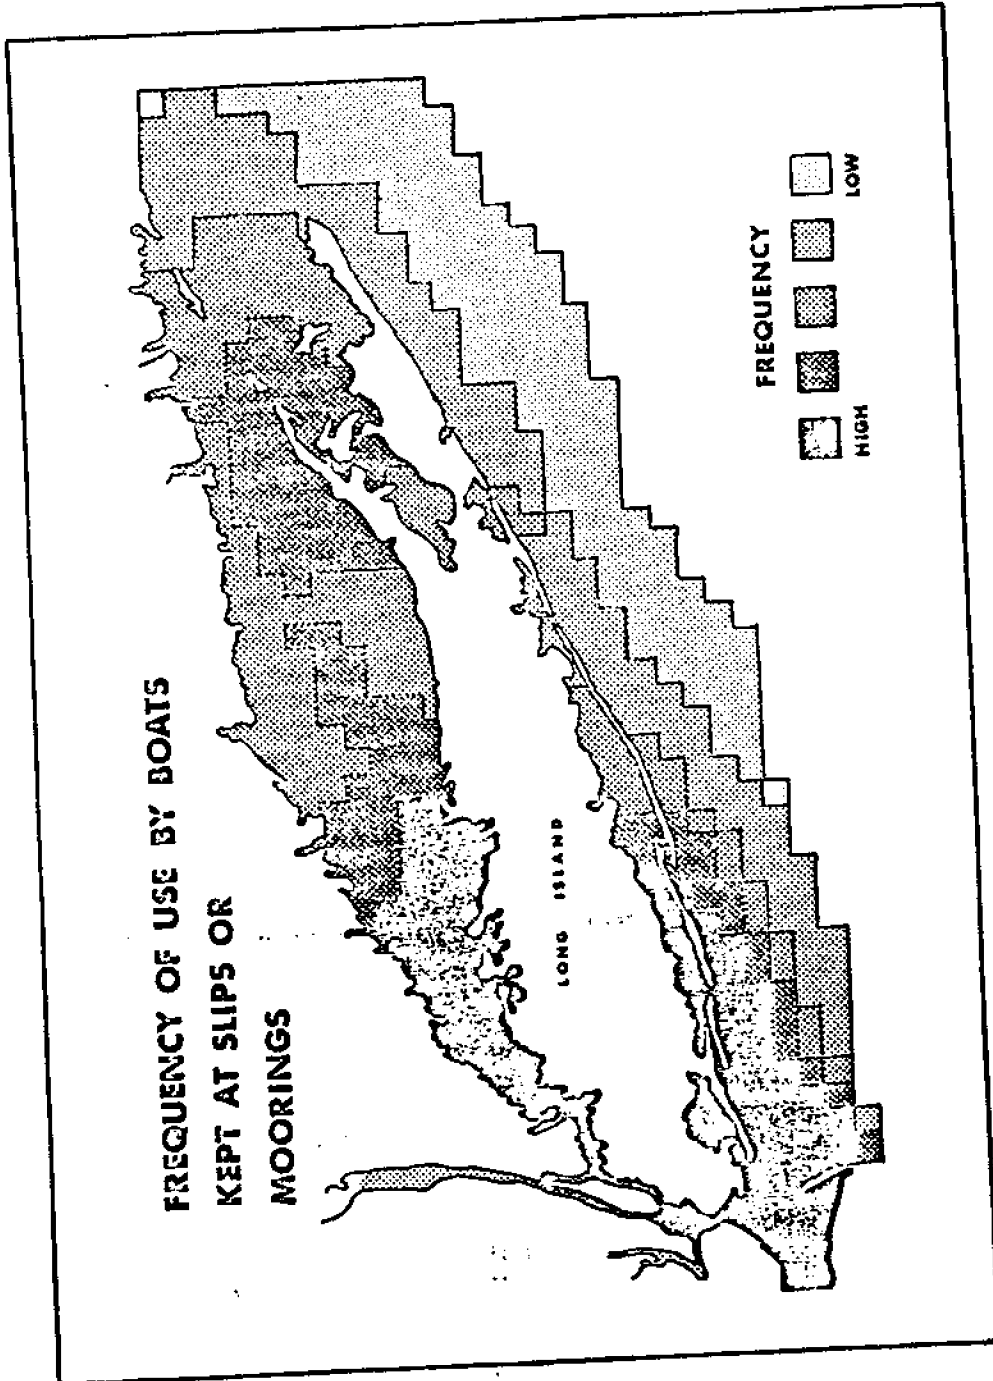 FREQUENCY OF USE BY BOATS
KEPT AT SLIPS OR
MOORINGS
LONG ISLAND
FREQUENCY
HIGH
LOW